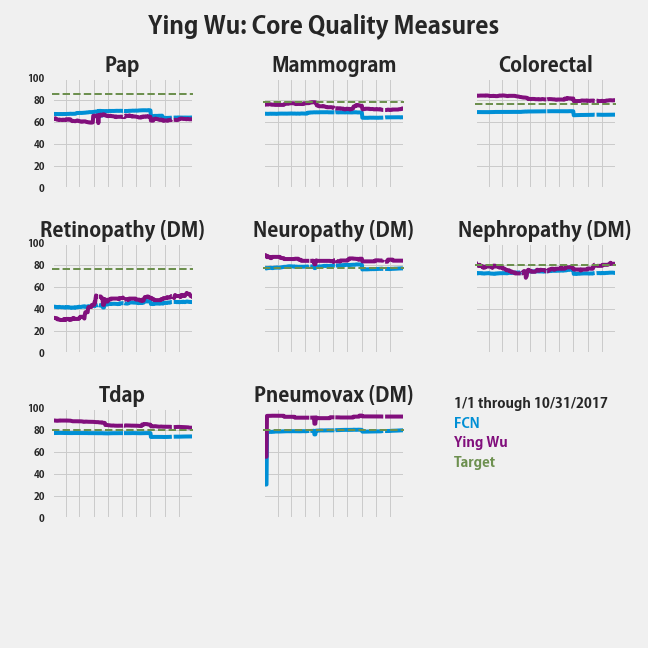 Ying Wu: Core Quality Measures
Pap
Mammogram
Colorectal
100
80
60
40
20
0
Retinopathy (DM)
Neuropathy (DM)
Nephropathy (DM)
100
80
60
40
20
0
Tdap
Pneumovax (DM)
100
80
60
40
20
0
1/1 through 10/31/2017
FCN
Ying Wu
Target